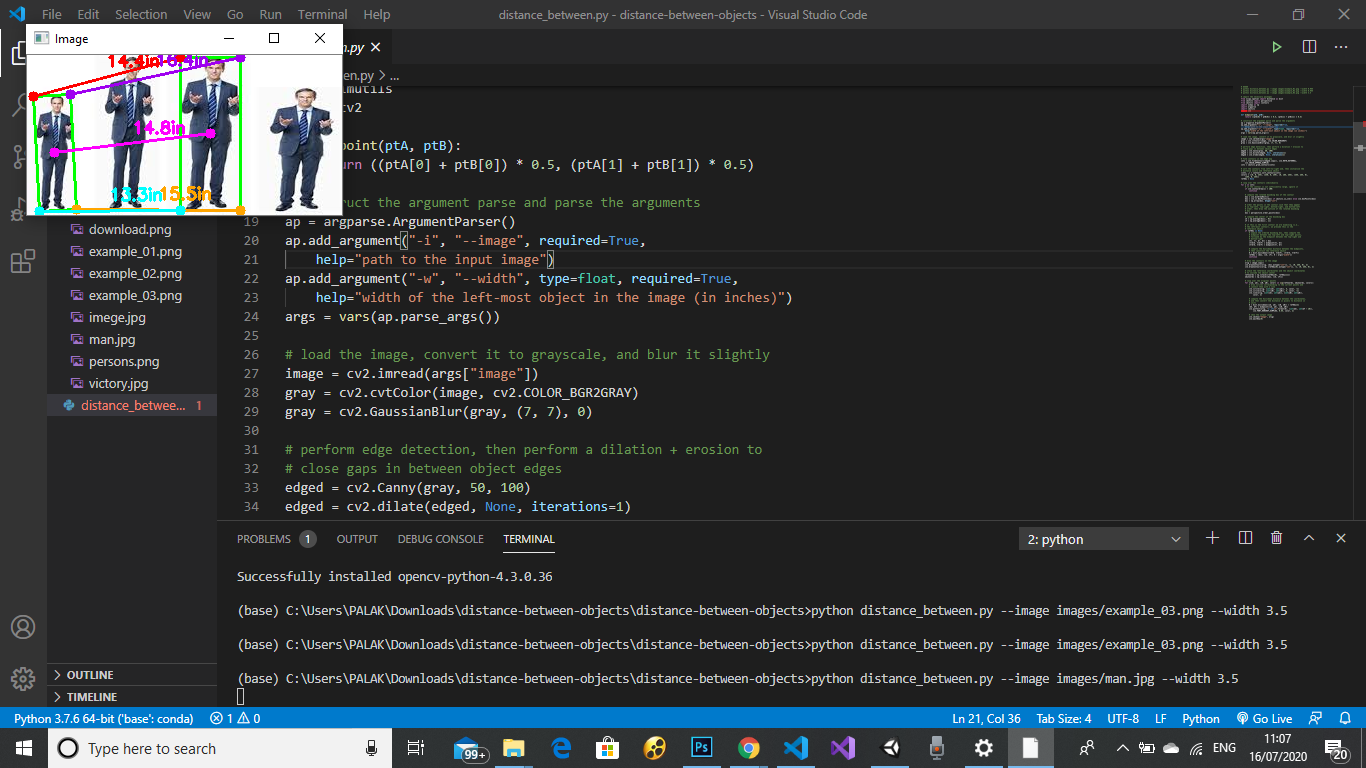 File Edit Selection View Go Run Terminal Help
distance_between.py - distance-between-objects - Visual Studio Code
Image
14.4in
14.8in
13.3in 15.5in
en.py
en.py > ...
imutils
cv2
point(ptA, ptB):
urn ((ptA[0] + ptB[0]) * 0.5, (ptA[1] + ptB[1]) * 0.5)
truct the argument parse and parse the arguments
19 ap = argparse.ArgumentParser()
20 ap.add_argument("-i", "--image", required=True,
21 help="path to the input image")
22 ap.add_argument("-w", "--width", type=float, required=True,
23 help="width of the left-most object in the image (in inches)")
24 args = vars(ap.parse_args())
25
26 # load the image, convert it to grayscale, and blur it slightly
27 image = cv2.imread(args["image"])
28 gray = cv2.cvtColor(image, cv2.COLOR_BGR2GRAY)
29 gray = cv2.GaussianBlur(gray, (7, 7), 0)
30
31 # perform edge detection, then perform a dilation + erosion to
32 # close gaps in between object edges
33 edged = cv2.Canny(gray, 50, 100)
34 edged = cv2.dilate(edged, None, iterations=1)
download.png
example_01.png
example_02.png
example_03.png
imege.jpg
man.jpg
persons.png
victory.jpg
distance_betwee... 1
OUTLINE
TIMELINE
PROBLEMS 1 OUTPUT DEBUG CONSOLE TERMINAL
2: python
Successfully installed opencv-python-4.3.0.36
(base) C:\Users\PALAK\Downloads\distance-between-objects\distance-between-objects>python distance_between.py --image images/example_03.png --width 3.5
(base) C:\Users\PALAK\Downloads\distance-between-objects\distance-between-objects>python distance_between.py --image images/example_03.png --width 3.5
(base) C:\Users\PALAK\Downloads\distance-between-objects\distance-between-objects>python distance_between.py --image images/man.jpg --width 3.5
Python 3.7.6 64-bit ('base': conda) 1 0
Ln 21, Col 36 Tab Size: 4 UTF-8 LF Python Go Live
Type here to search
99+
Ps
ENG
11:07
16/07/2020
20